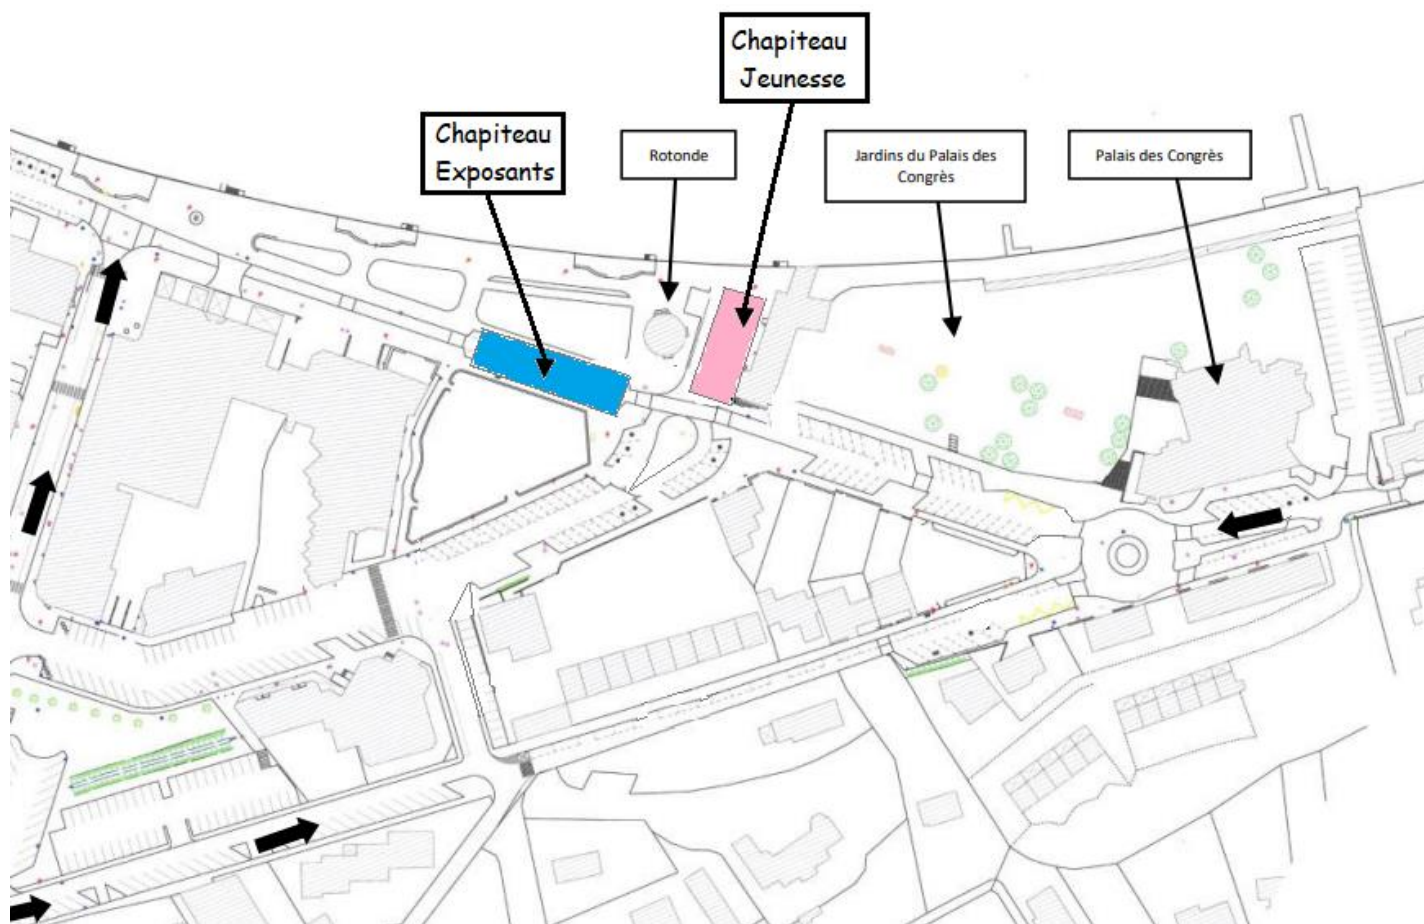 Chapiteau
Jeunesse
Chapiteau
Exposants
Rotonde
Jardins du Palais des
Congrès
Palais des Congrès